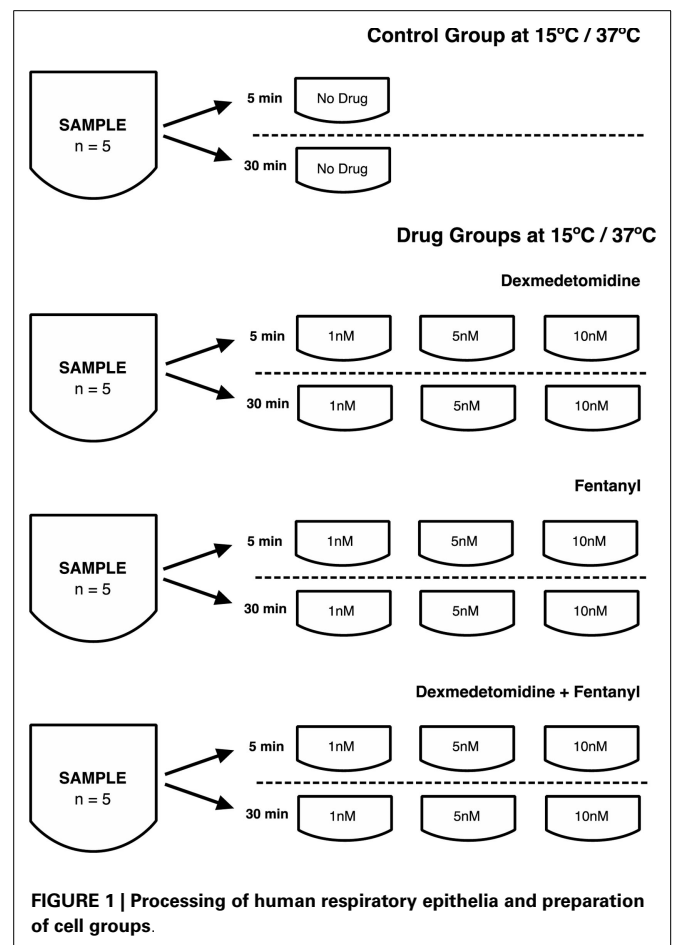 Control Group at 15ºC / 37ºC
5 min No Drug
SAMPLE
n = 5
30 min No Drug
Drug Groups at 15ºC / 37ºC
Dexmedetomidine
5 min 1nM 5nM 10nM
SAMPLE
n = 5
30 min 1nM 5nM 10nM
Fentanyl
5 min 1nM 5nM 10nM
SAMPLE
n = 5
30 min 1nM 5nM 10nM
Dexmedetomidine + Fentanyl
5 min 1nM 5nM 10nM
SAMPLE
n = 5
30 min 1nM 5nM 10nM
FIGURE 1 | Processing of human respiratory epithelia and preparation
of cell groups.